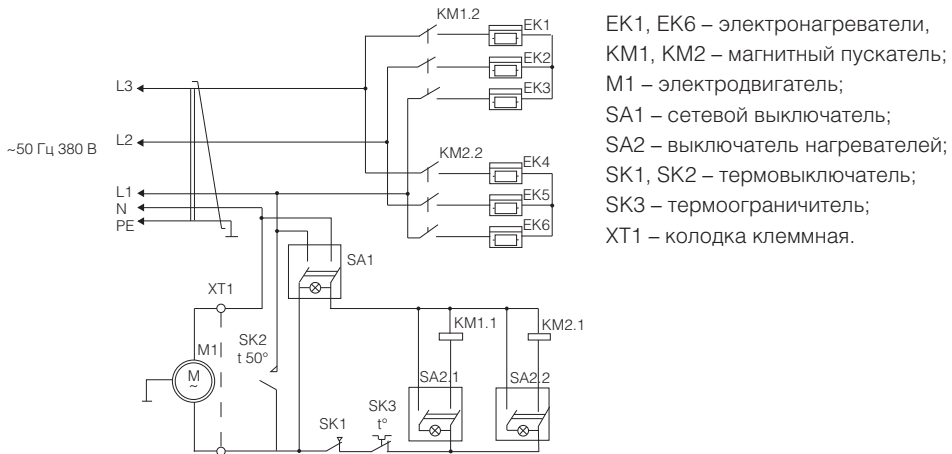 KM1.2
EK1
EK2
EK3
L3
~50 Гц 380 В
L2
KM2.2
EK4
L1
EK5
N
EK6
PE
SA1
XT1
KM1.1
KM2.1
SK2
t 50°
M1
M
~
SA2.1
SA2.2
SK3
t°
SK1
EK1, EK6 – электронагреватели,
KM1, KM2 – магнитный пускатель;
M1 – электродвигатель;
SA1 – сетевой выключатель;
SA2 – выключатель нагревателей;
SK1, SK2 – термовыключатель;
SK3 – термоограничитель;
XT1 – колодка клеммная.